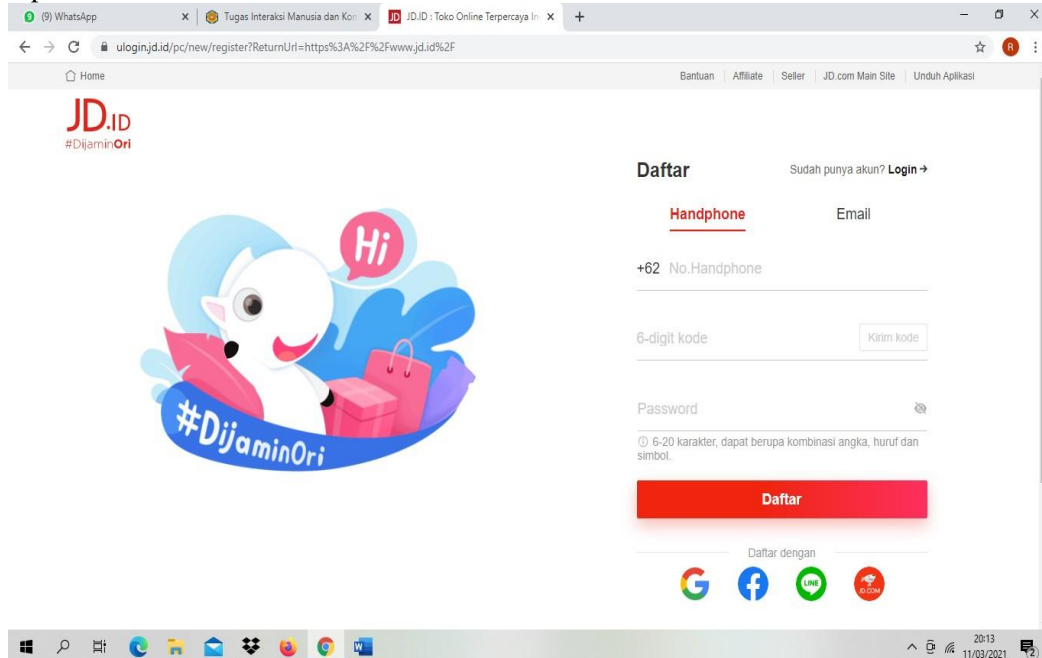 (9) WhatsApp
Tugas Interaksi Manusia dan Kon
JD JD.ID : Toko Online Terpercaya In
ulogin.jd.id/pc/new/register?ReturnUrl=https%3A%2F%2Fwww.jd.id%2F
R
Home
Bantuan Affiliate Seller JD.com Main Site Unduh Aplikasi
JD.ID
#DijaminOri
Daftar
Sudah punya akun? Login →
Handphone Email
Hi
+62 No.Handphone
6-digit kode Kirim kode
Password
#DijaminOri
6-20 karakter, dapat berupa kombinasi angka, huruf dan
simbol.
Daftar
Daftar dengan
LINE
JD.COM
20:13
11/03/2021
2